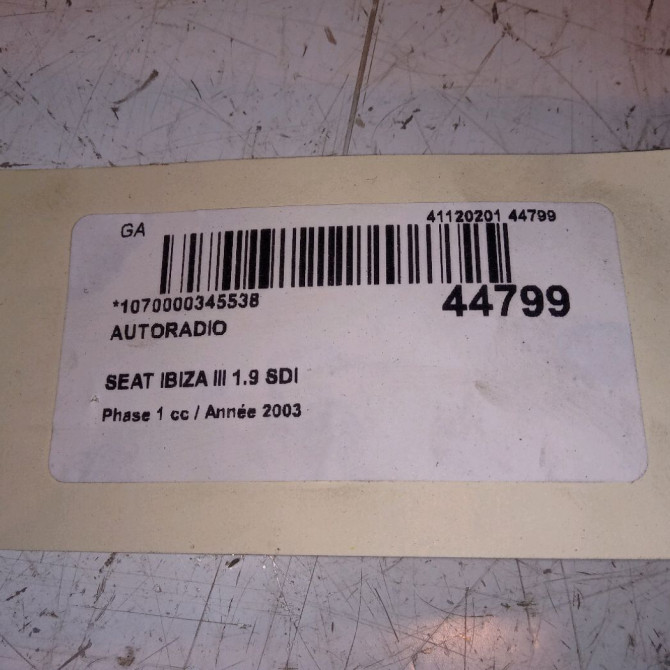 GA 41120201 44799
*1070000345538 44799
AUTORADIO
SEAT IBIZA III 1.9 SDI
Phase 1 cc / Année 2003